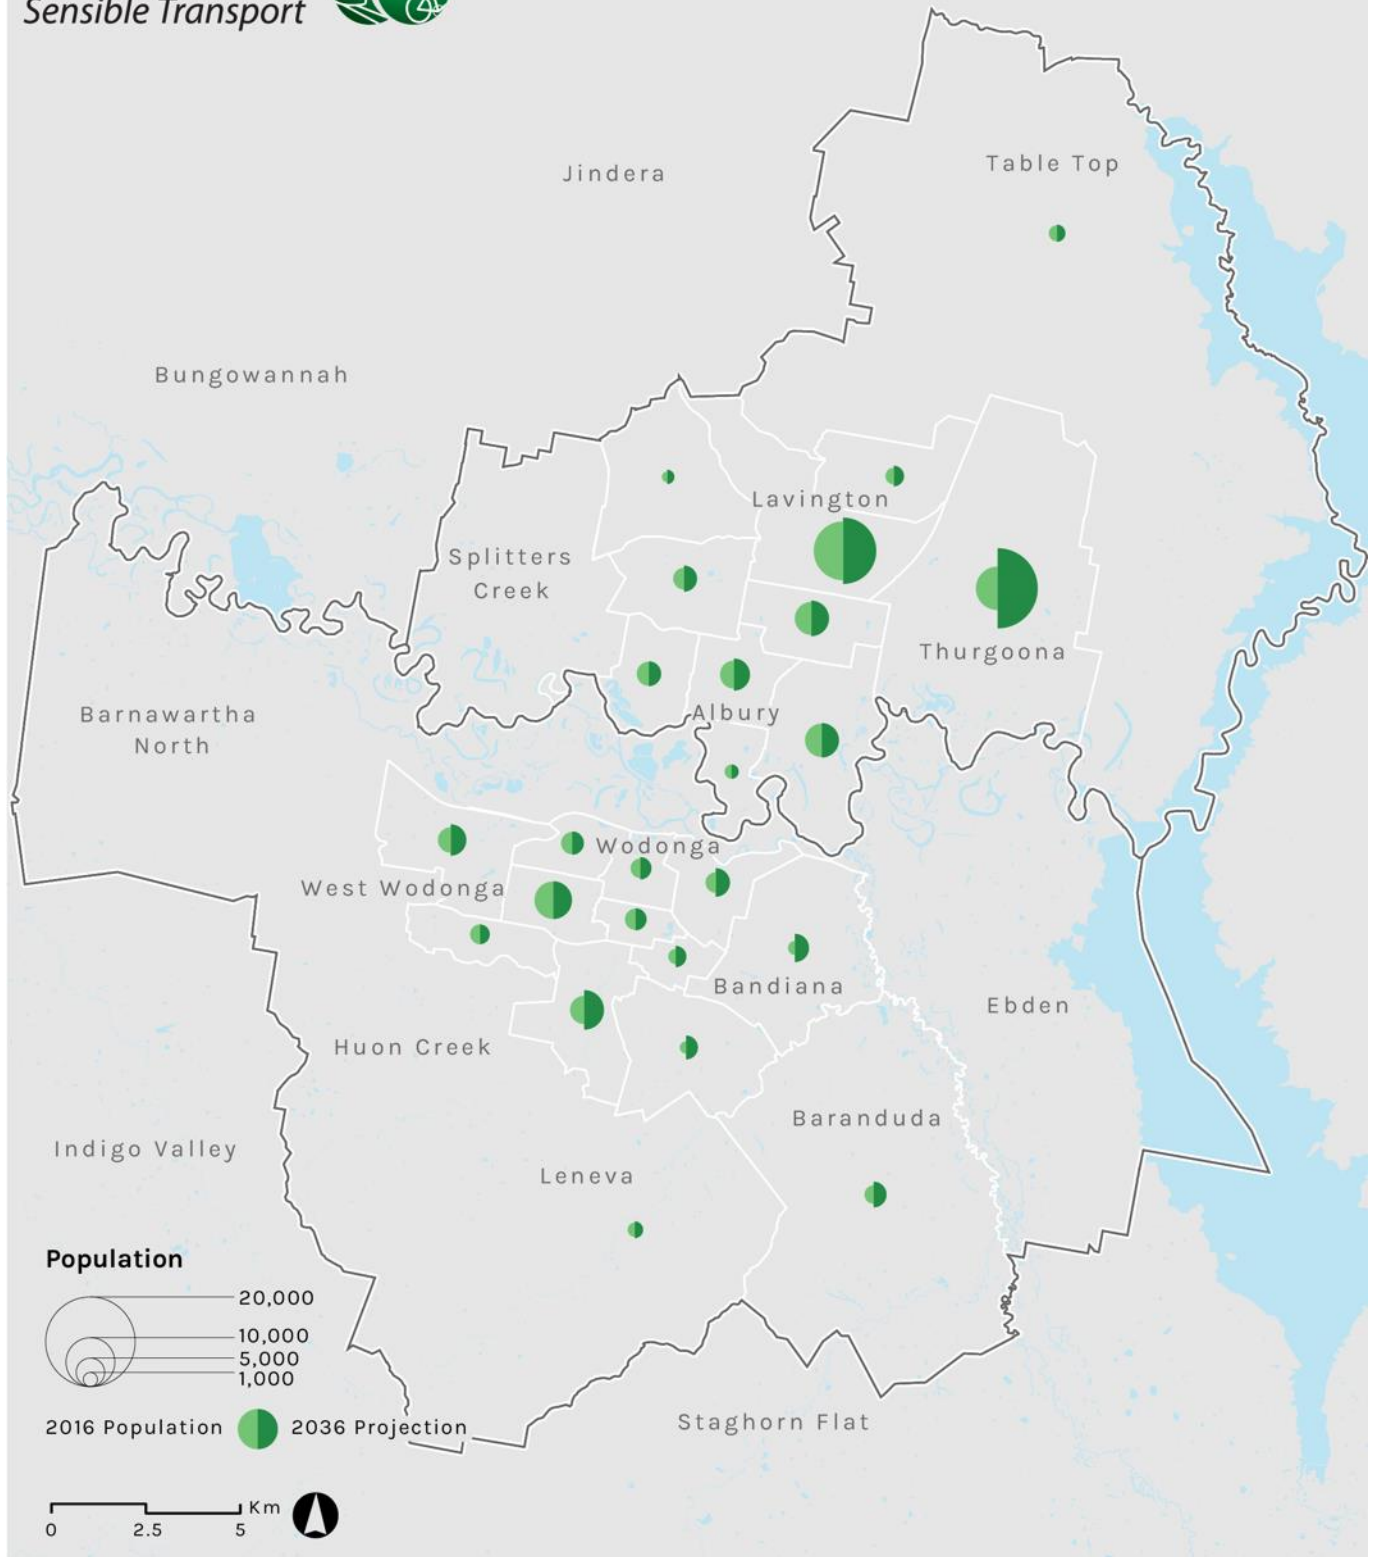 Sensible Transport
Table Top
Jindera
Bungowannah
Lavington
Splitters
Creek
Thurgoona
Albury
Barnawartha
North
Wodonga
West Wodonga
Bandiana
Ebden
Huon Creek
Baranduda
Indigo Valley
Leneva
Staghorn Flat
Population
20,000
10,000
5,000
1,000
2016 Population 2036 Projection
Km
0 2.5 5